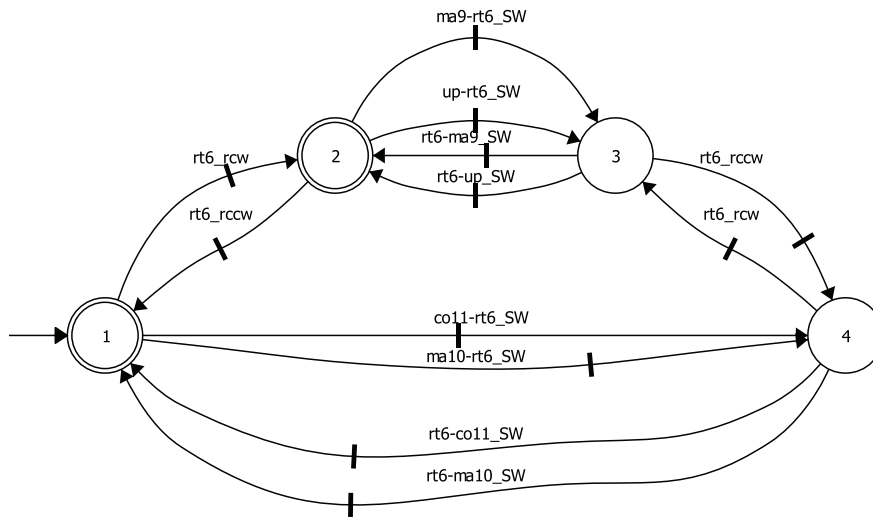 ma9-rt6_SW
up-rt6_SW
rt6-ma9_SW
rt6_rcw
2
3
rt6_rccw
rt6-up_SW
rt6_rccw
rt6_rcw
co11-rt6_SW
1
4
ma10-rt6_SW
rt6-co11_SW
rt6-ma10_SW